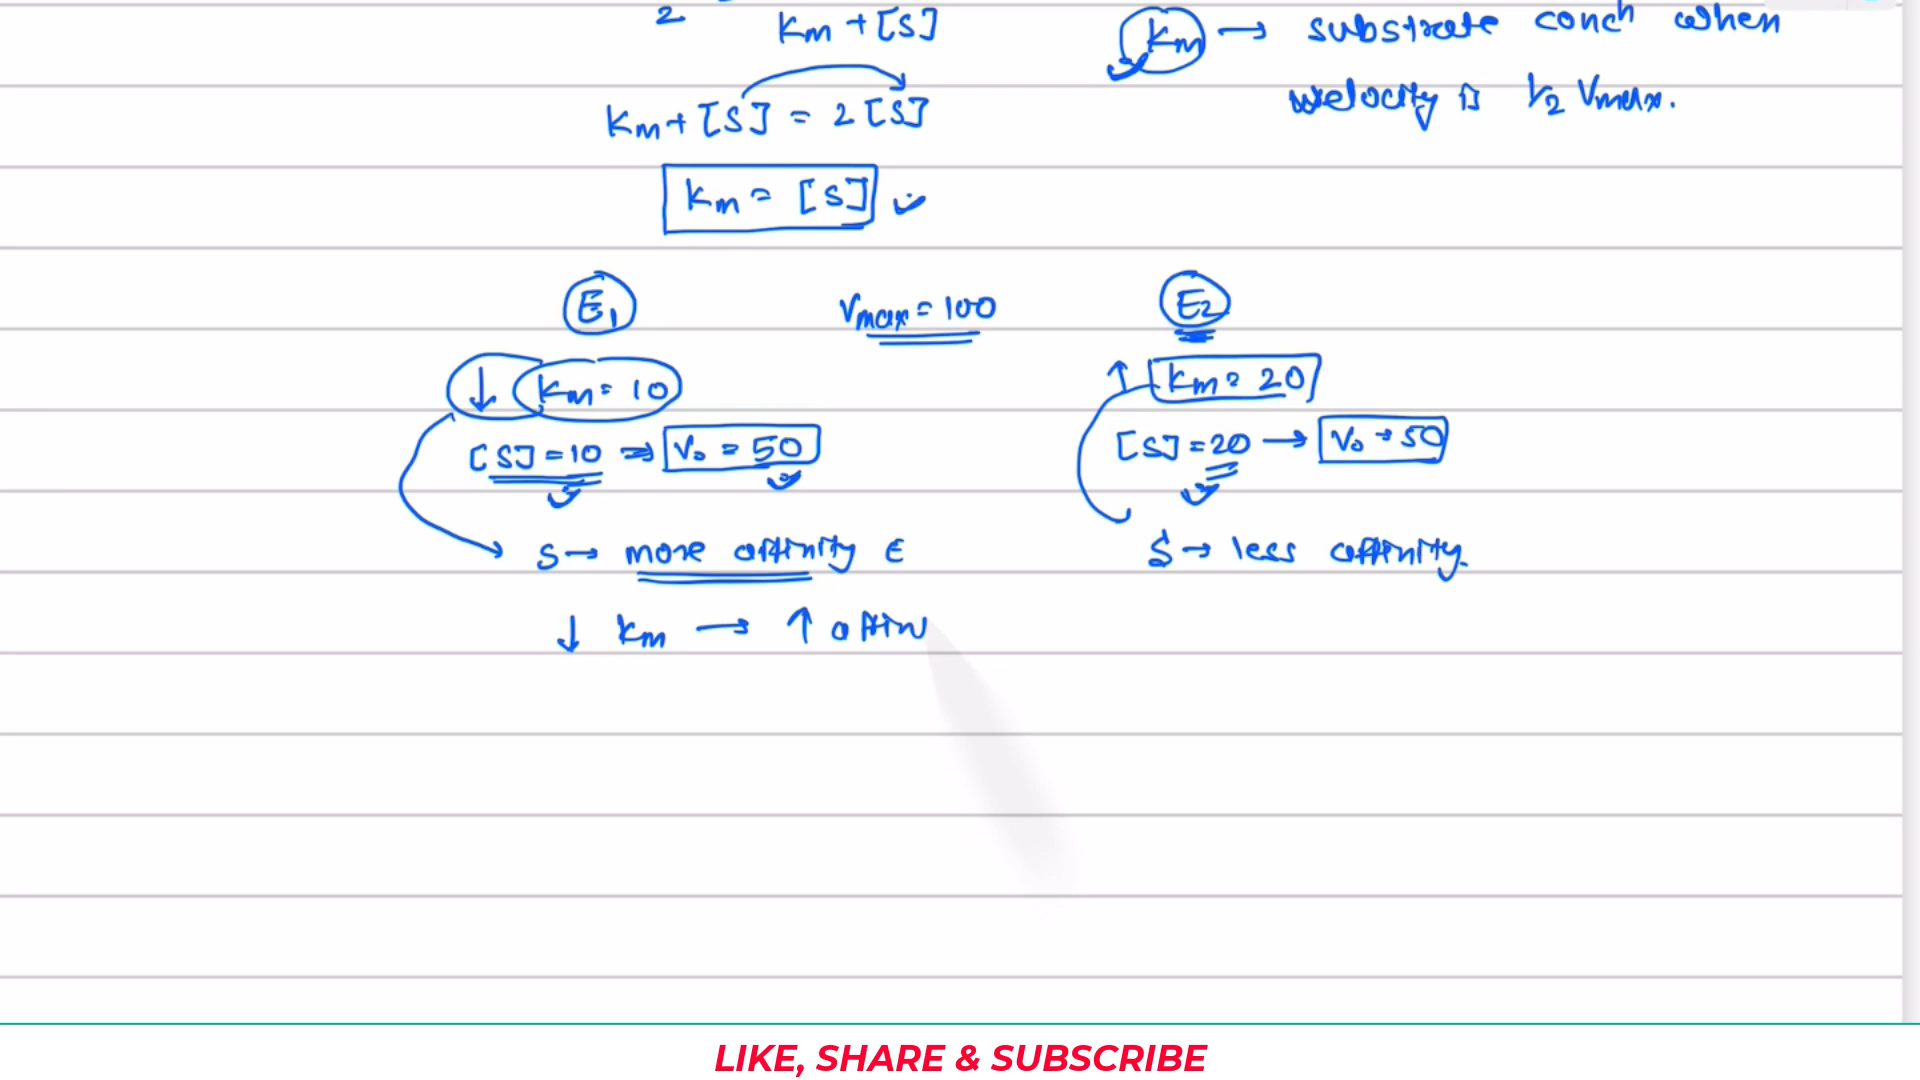 2 Km + [S]
Km → substrate concn when
velocity is 1/2 Vmax.
Km + [S] = 2 [S]
Km = [S]
E1 Vmax = 100 E2
↓ Km = 10 ↑ Km = 20
[S] = 10 → V0 = 50 [S] = 20 → V0 = 50
S → more affinity E S → less affinity.
↓ Km → ↑ affin
LIKE, SHARE & SUBSCRIBE